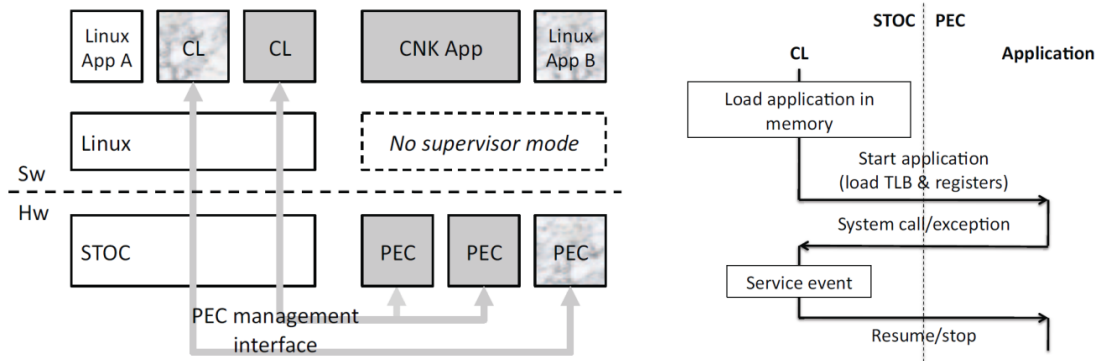 Linux
App A
CL
CL
CNK App
Linux
App B
Linux
No supervisor mode
Sw
Hw
STOC
PEC
PEC
PEC
PEC management
interface
STOC
PEC
CL
Application
Load application in
memory
Start application
(load TLB & registers)
System call/exception
Service event
Resume/stop